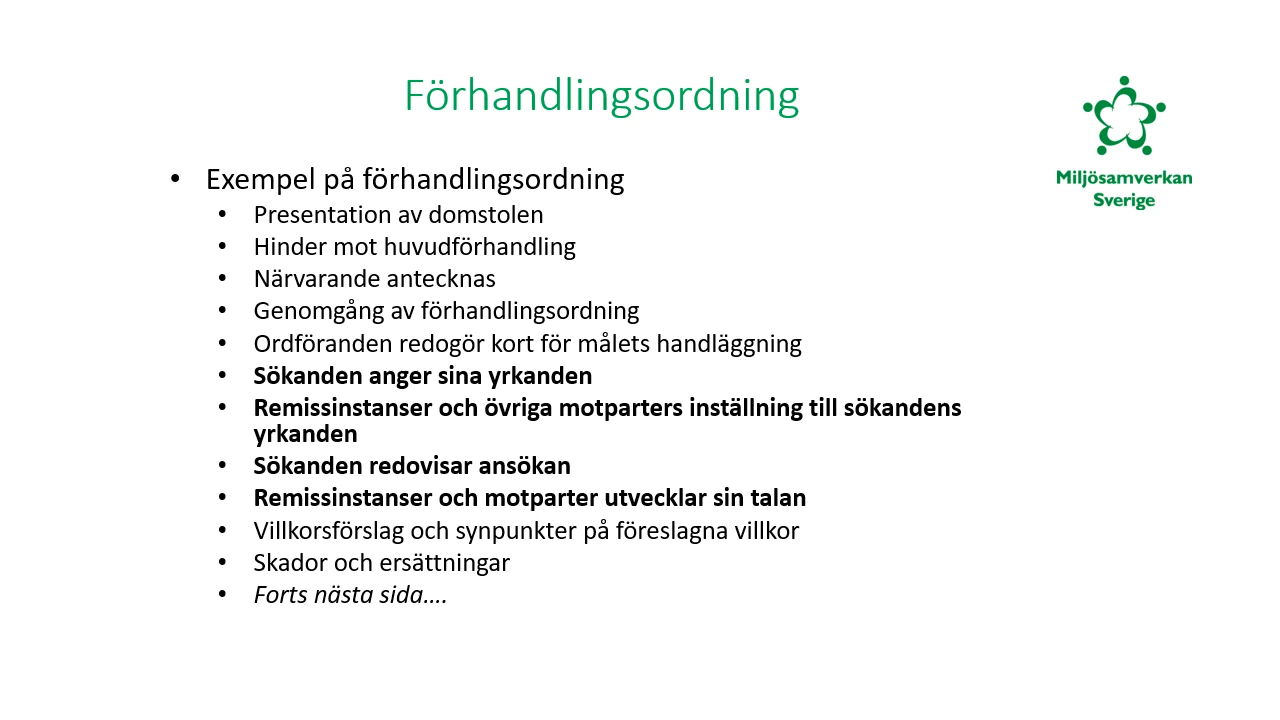 Förhandlingsordning
Miljösamverkan
Sverige
• Exempel på förhandlingsordning
• Presentation av domstolen
• Hinder mot huvudförhandling
• Närvarande antecknas
• Genomgång av förhandlingsordning
• Ordföranden redogör kort för målets handläggning
• Sökanden anger sina yrkanden
• Remissinstanser och övriga motparters inställning till sökandens
yrkanden
• Sökanden redovisar ansökan
• Remissinstanser och motparter utvecklar sin talan
• Villkorsförslag och synpunkter på föreslagna villkor
• Skador och ersättningar
• Forts nästa sida....